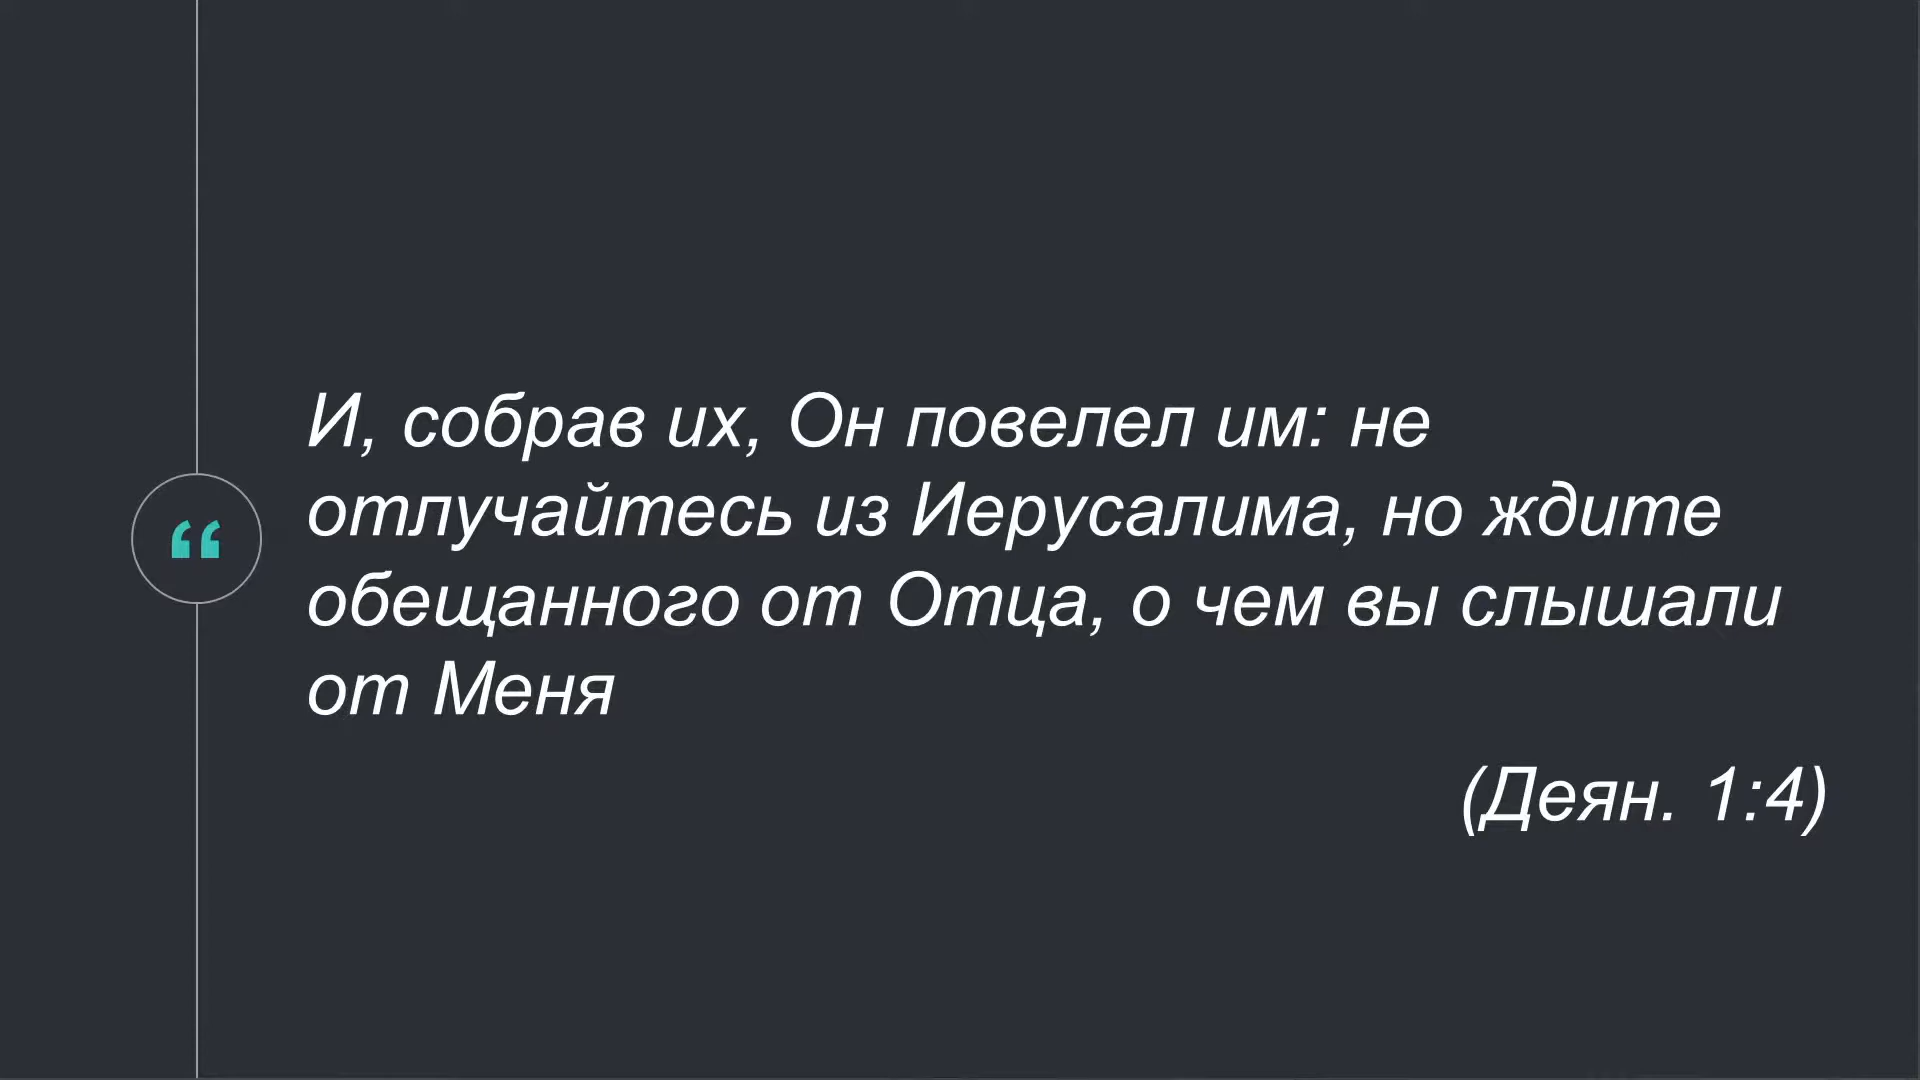 “
И, собрав их, Он повелел им: не
отлучайтесь из Иерусалима, но ждите
обещанного от Отца, о чем вы слышали
от Меня
(Деян. 1:4)